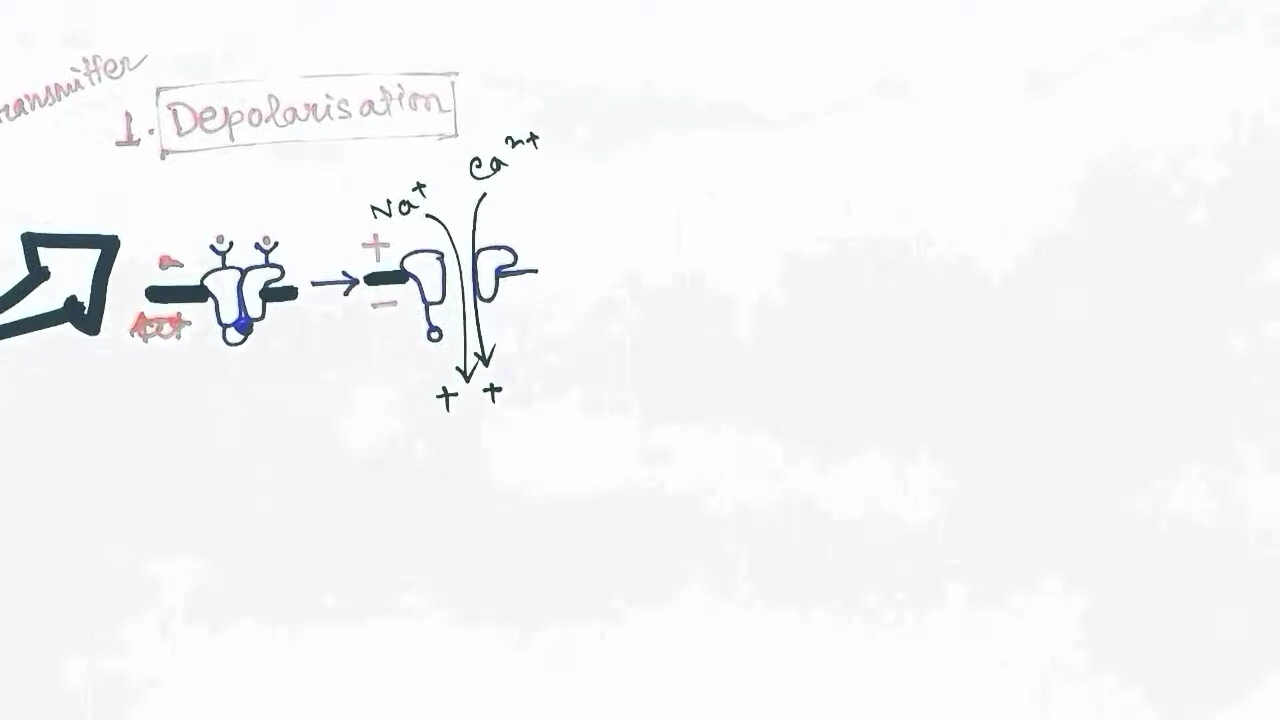 ransmitter
1. Depolarisation
Ca²⁺
Na⁺
+
-
+ +